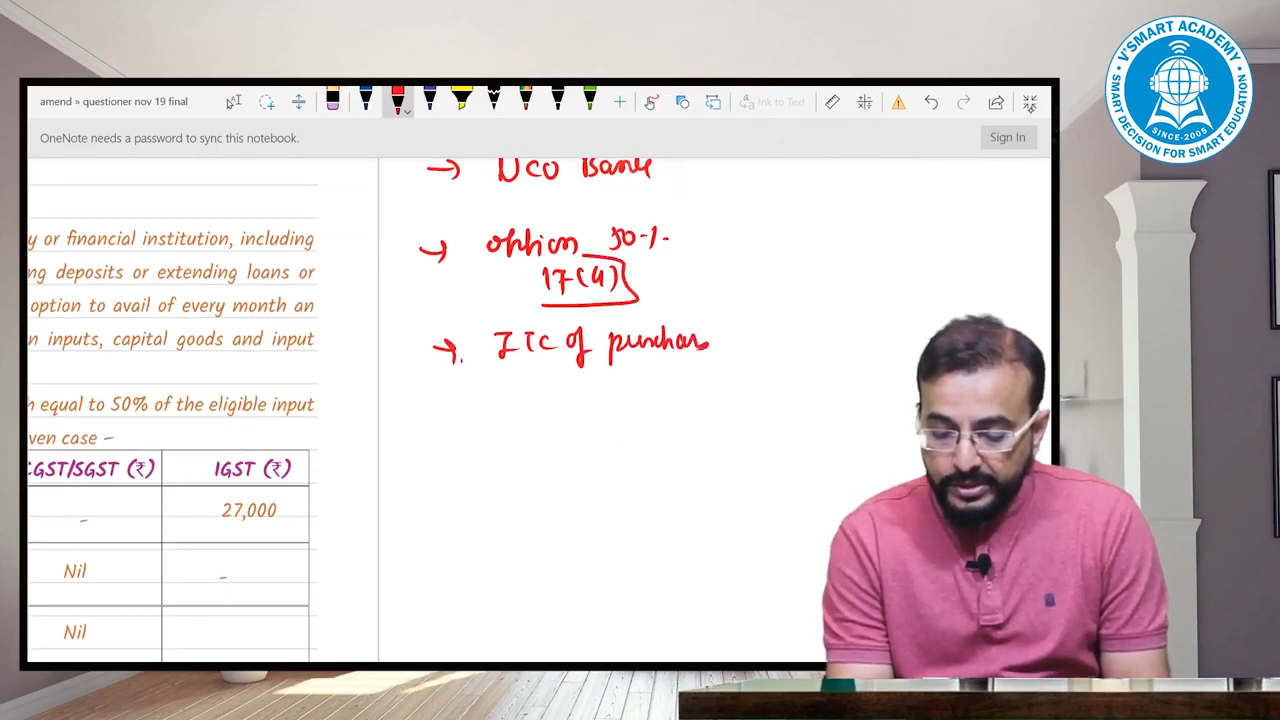 amend » questioner nov 19 final
Ink to Text
OneNote needs a password to sync this notebook.
Sign In
V'SMART ACADEMY
SMART DECISION FOR SMART EDUCATION
SINCE-2005
→ UCO Bank
→ option 50%
17(4)
→ ITC of purchas
y or financial institution, including
ng deposits or extending loans or
option to avail of every month an
n inputs, capital goods and input
h equal to 50% of the eligible input
ven case –
CGST/SGST (₹) IGST (₹)
- 27,000
Nil -
Nil